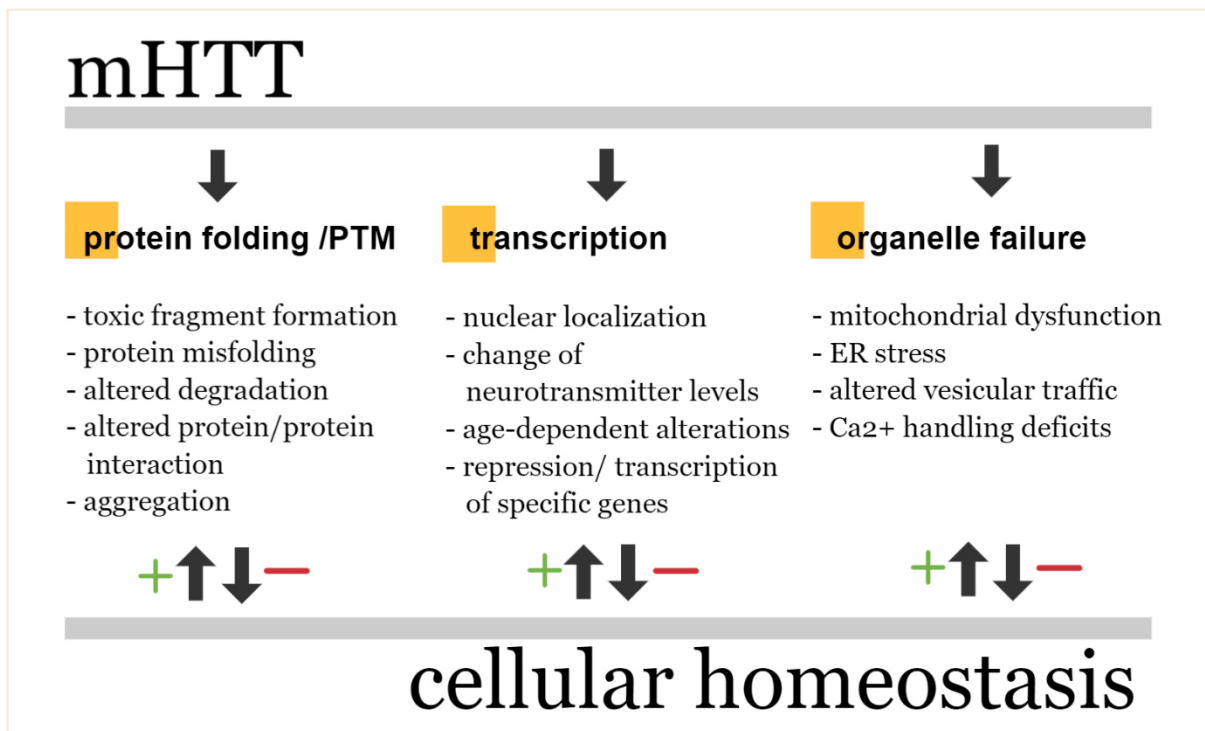 mHTT
protein folding /PTM
- toxic fragment formation
- protein misfolding
- altered degradation
- altered protein/protein
interaction
- aggregation
transcription
- nuclear localization
- change of
neurotransmitter levels
- age-dependent alterations
- repression/ transcription
of specific genes
organelle failure
- mitochondrial dysfunction
- ER stress
- altered vesicular traffic
- Ca2+ handling deficits
+ −
+ −
+ −
cellular homeostasis